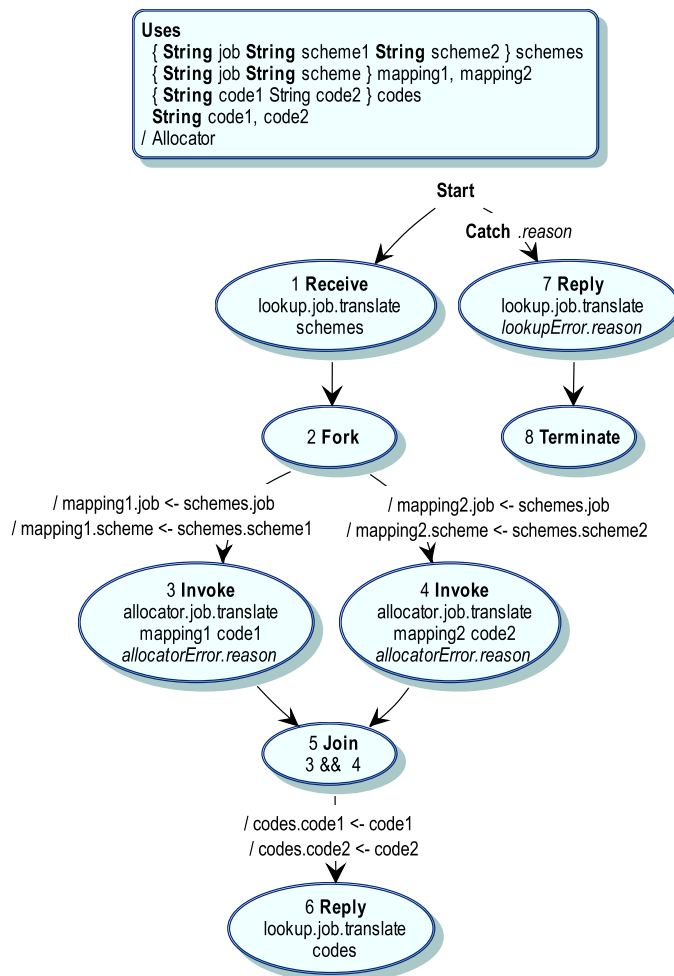 Uses
{ String job String scheme1 String scheme2 } schemes
{ String job String scheme } mapping1, mapping2
{ String code1 String code2 } codes
String code1, code2
/ Allocator
Start
Catch .reason
1 Receive
lookup.job.translate
schemes
7 Reply
lookup.job.translate
lookupError.reason
2 Fork
8 Terminate
/ mapping1.job <- schemes.job
/ mapping1.scheme <- schemes.scheme1
/ mapping2.job <- schemes.job
/ mapping2.scheme <- schemes.scheme2
3 Invoke
allocator.job.translate
mapping1 code1
allocatorError.reason
4 Invoke
allocator.job.translate
mapping2 code2
allocatorError.reason
5 Join
3 && 4
/ codes.code1 <- code1
/ codes.code2 <- code2
6 Reply
lookup.job.translate
codes